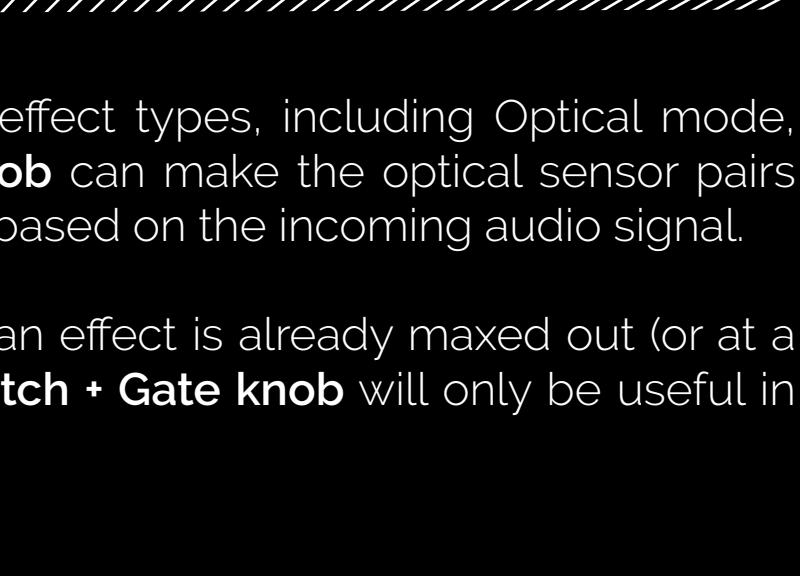 effect types, including Optical mode,
ob can make the optical sensor pairs
based on the incoming audio signal.
an effect is already maxed out (or at a
tch + Gate knob will only be useful in